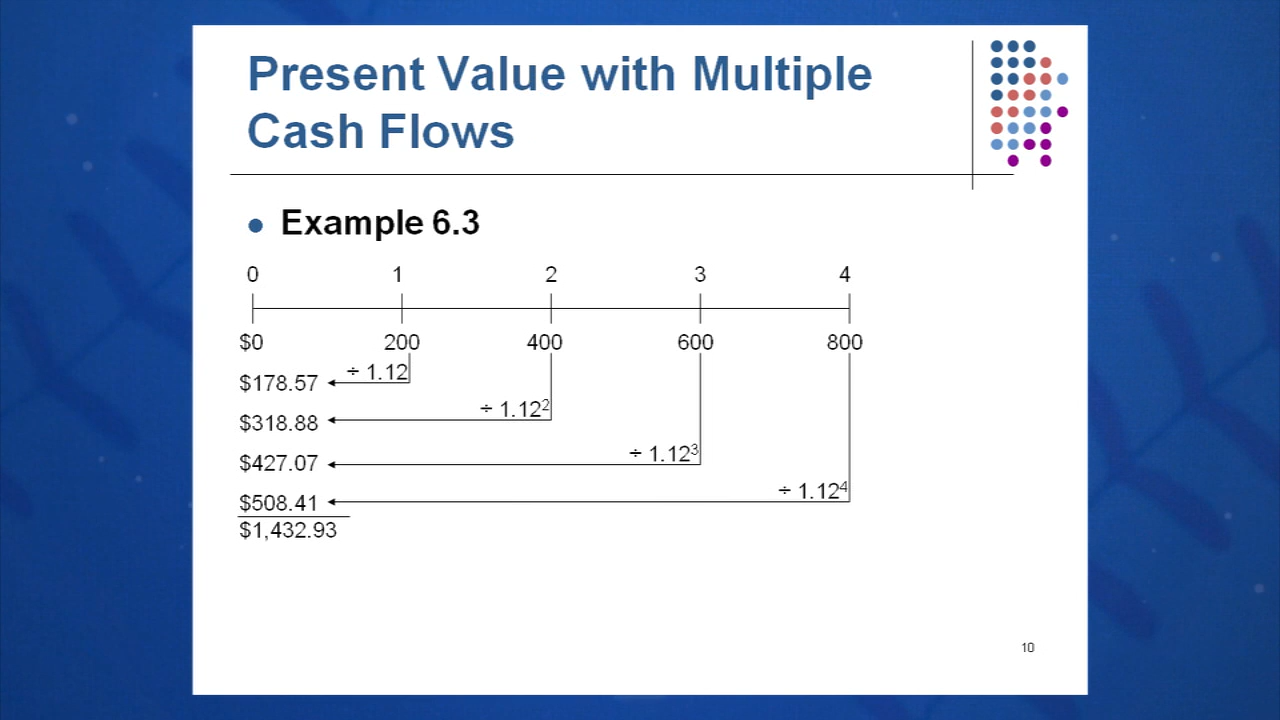 Present Value with Multiple
Cash Flows
Example 6.3
0 1 2 3 4
$0 200 400 600 800
÷ 1.12
$178.57
÷ 1.12²
$318.88
÷ 1.12³
$427.07
÷ 1.12⁴
$508.41
$1,432.93
10